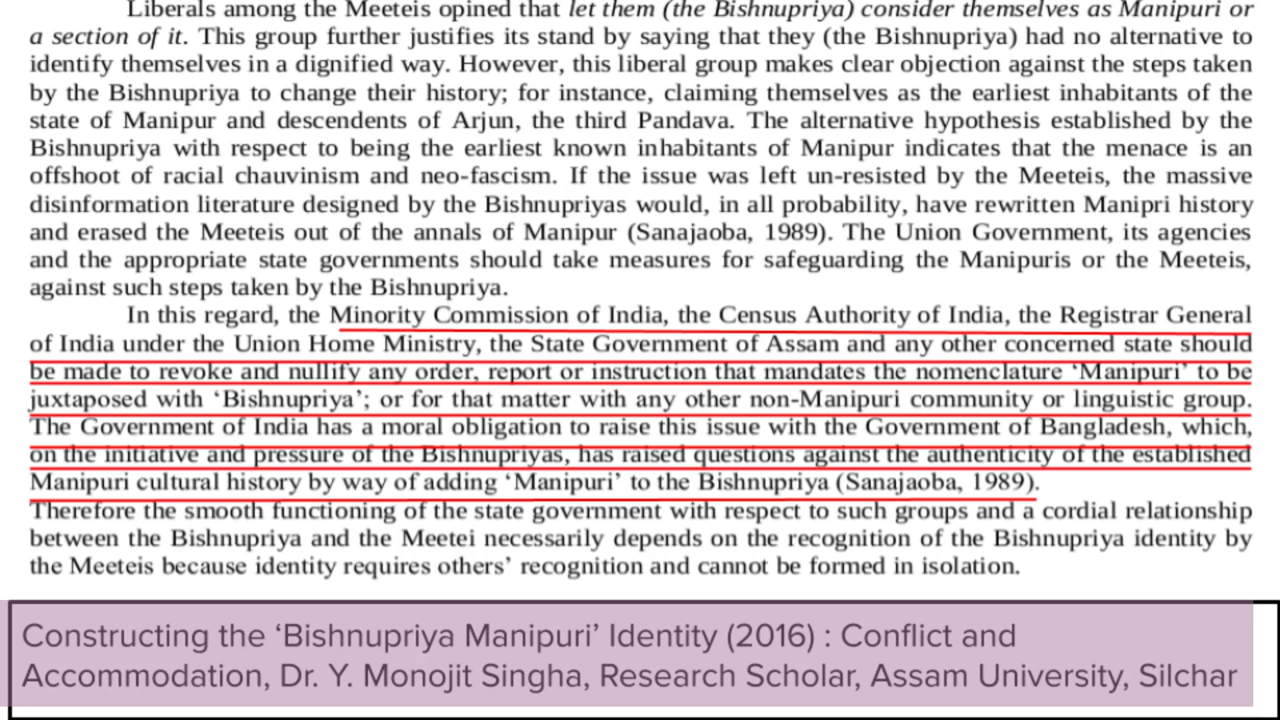 Liberals among the Meeteis opined that let them (the Bishnupriya) consider themselves as Manipuri or
a section of it. This group further justifies its stand by saying that they (the Bishnupriya) had no alternative to
identify themselves in a dignified way. However, this liberal group makes clear objection against the steps taken
by the Bishnupriya to change their history; for instance, claiming themselves as the earliest inhabitants of the
state of Manipur and descendents of Arjun, the third Pandava. The alternative hypothesis established by the
Bishnupriya with respect to being the earliest known inhabitants of Manipur indicates that the menace is an
offshoot of racial chauvinism and neo-fascism. If the issue was left un-resisted by the Meeteis, the massive
disinformation literature designed by the Bishnupriyas would, in all probability, have rewritten Manipri history
and erased the Meeteis out of the annals of Manipur (Sanajaoba, 1989). The Union Government, its agencies
and the appropriate state governments should take measures for safeguarding the Manipuris or the Meeteis,
against such steps taken by the Bishnupriya.
In this regard, the Minority Commission of India, the Census Authority of India, the Registrar General
of India under the Union Home Ministry, the State Government of Assam and any other concerned state should
be made to revoke and nullify any order, report or instruction that mandates the nomenclature ‘Manipuri’ to be
juxtaposed with ‘Bishnupriya’; or for that matter with any other non-Manipuri community or linguistic group.
The Government of India has a moral obligation to raise this issue with the Government of Bangladesh, which,
on the initiative and pressure of the Bishnupriyas, has raised questions against the authenticity of the established
Manipuri cultural history by way of adding ‘Manipuri’ to the Bishnupriya (Sanajaoba, 1989).
Therefore the smooth functioning of the state government with respect to such groups and a cordial relationship
between the Bishnupriya and the Meetei necessarily depends on the recognition of the Bishnupriya identity by
the Meeteis because identity requires others’ recognition and cannot be formed in isolation.
Constructing the ‘Bishnupriya Manipuri’ Identity (2016) : Conflict and
Accommodation, Dr. Y. Monojit Singha, Research Scholar, Assam University, Silchar